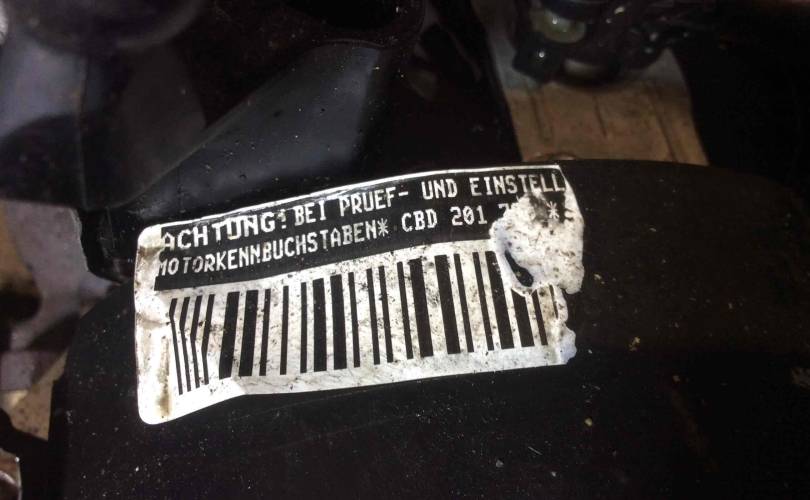 ACHTUNG! BEI PRUEF- UND EINSTELL
MOTORKENNBUCHSTABEN* CBD 201